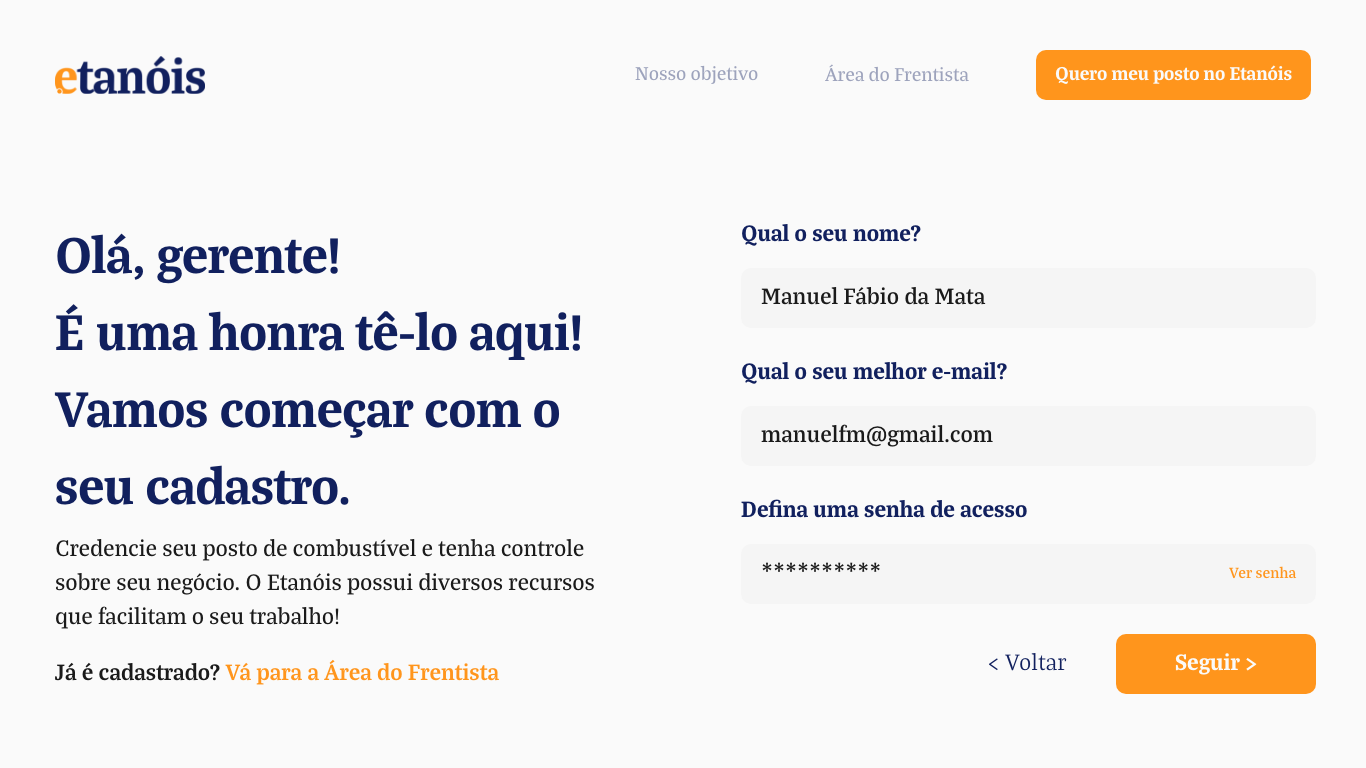 etanóis
Nosso objetivo
Área do Frentista
Quero meu posto no Etanóis
Olá, gerente!
É uma honra tê-lo aqui!
Vamos começar com o
seu cadastro.
Credencie seu posto de combustível e tenha controle
sobre seu negócio. O Etanóis possui diversos recursos
que facilitam o seu trabalho!
Já é cadastrado? Vá para a Área do Frentista
Qual o seu nome?
Manuel Fábio da Mata
Qual o seu melhor e-mail?
manuelfm@gmail.com
Defina uma senha de acesso
**********
Ver senha
< Voltar
Seguir >